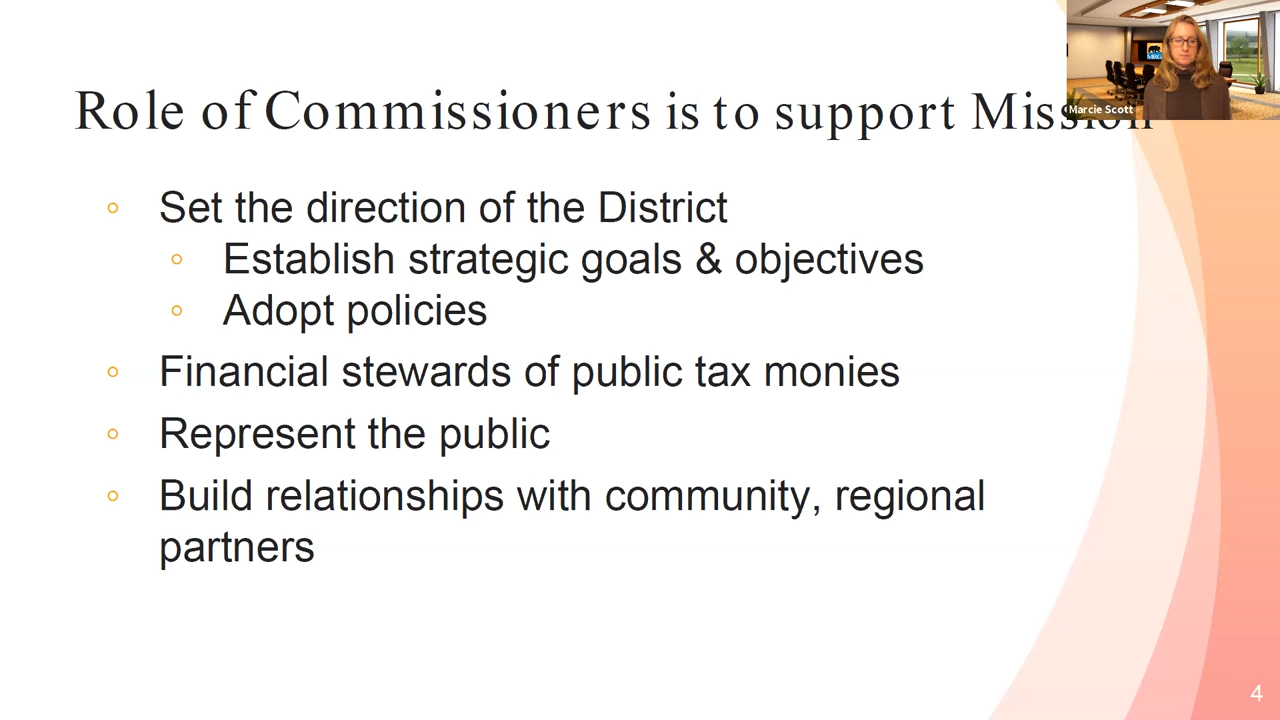 Role of Commissioners is to support Mission
Marcie Scott
Set the direction of the District
Establish strategic goals & objectives
Adopt policies
Financial stewards of public tax monies
Represent the public
Build relationships with community, regional
partners
4